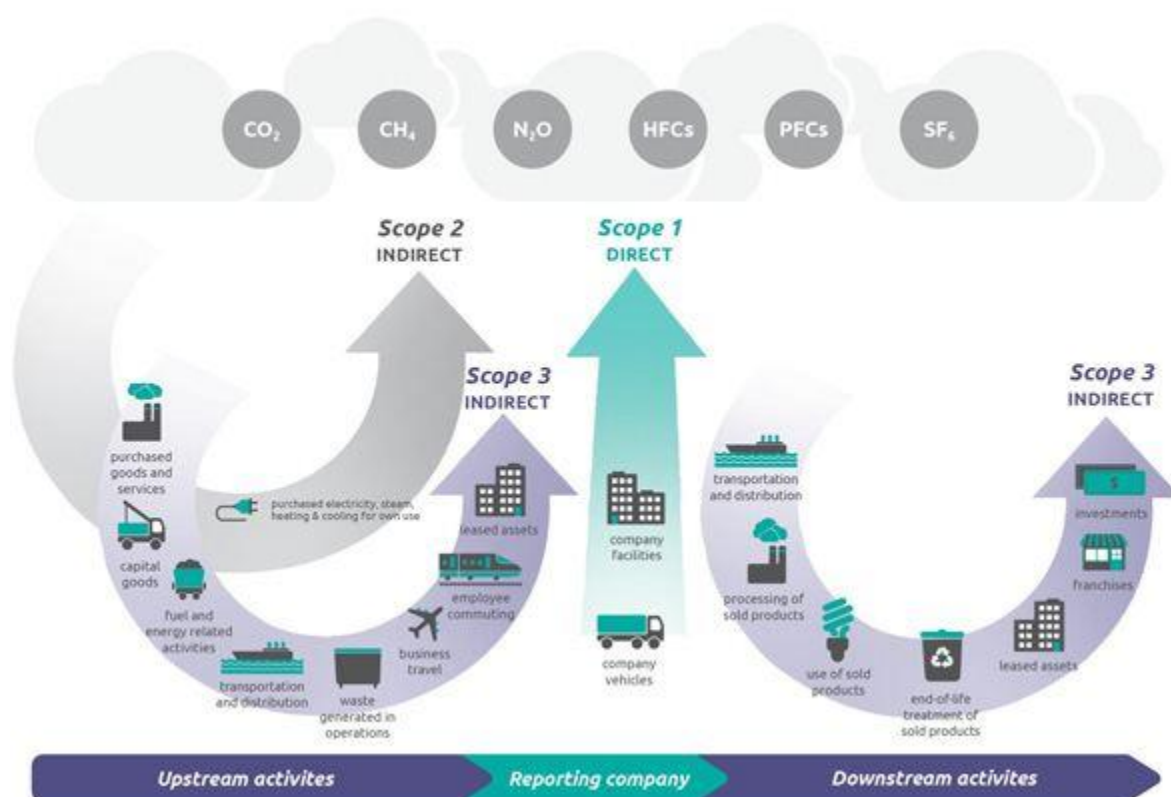 CO₂
CH₄
N₂O
HFCs
PFCs
SF₆
Scope 2
INDIRECT
Scope 1
DIRECT
Scope 3
INDIRECT
Scope 3
INDIRECT
purchased
goods and
services
capital
goods
fuel and
energy related
activities
transportation
and distribution
waste
generated in
operations
business
travel
employee
commuting
leased assets
purchased electricity, steam,
heating & cooling for own use
company
facilities
company
vehicles
transportation
and distribution
processing of
sold products
use of sold
products
end-of-life
treatment of
sold products
leased assets
franchises
$
investments
Upstream activites
Reporting company
Downstream activites